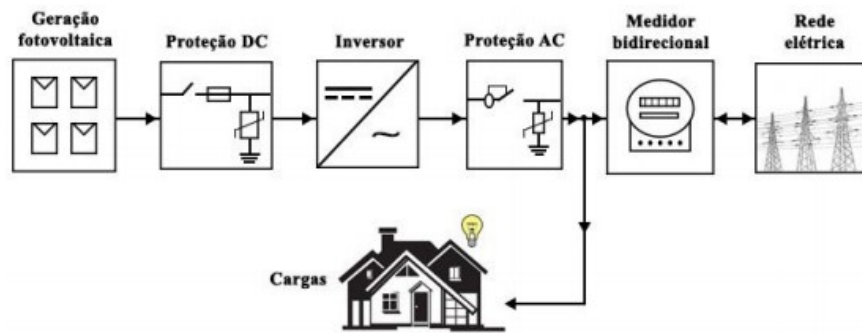 Geração
fotovoltaica
Proteção DC
Inversor
Proteção AC
Medidor
bidirecional
Rede
elétrica
Cargas